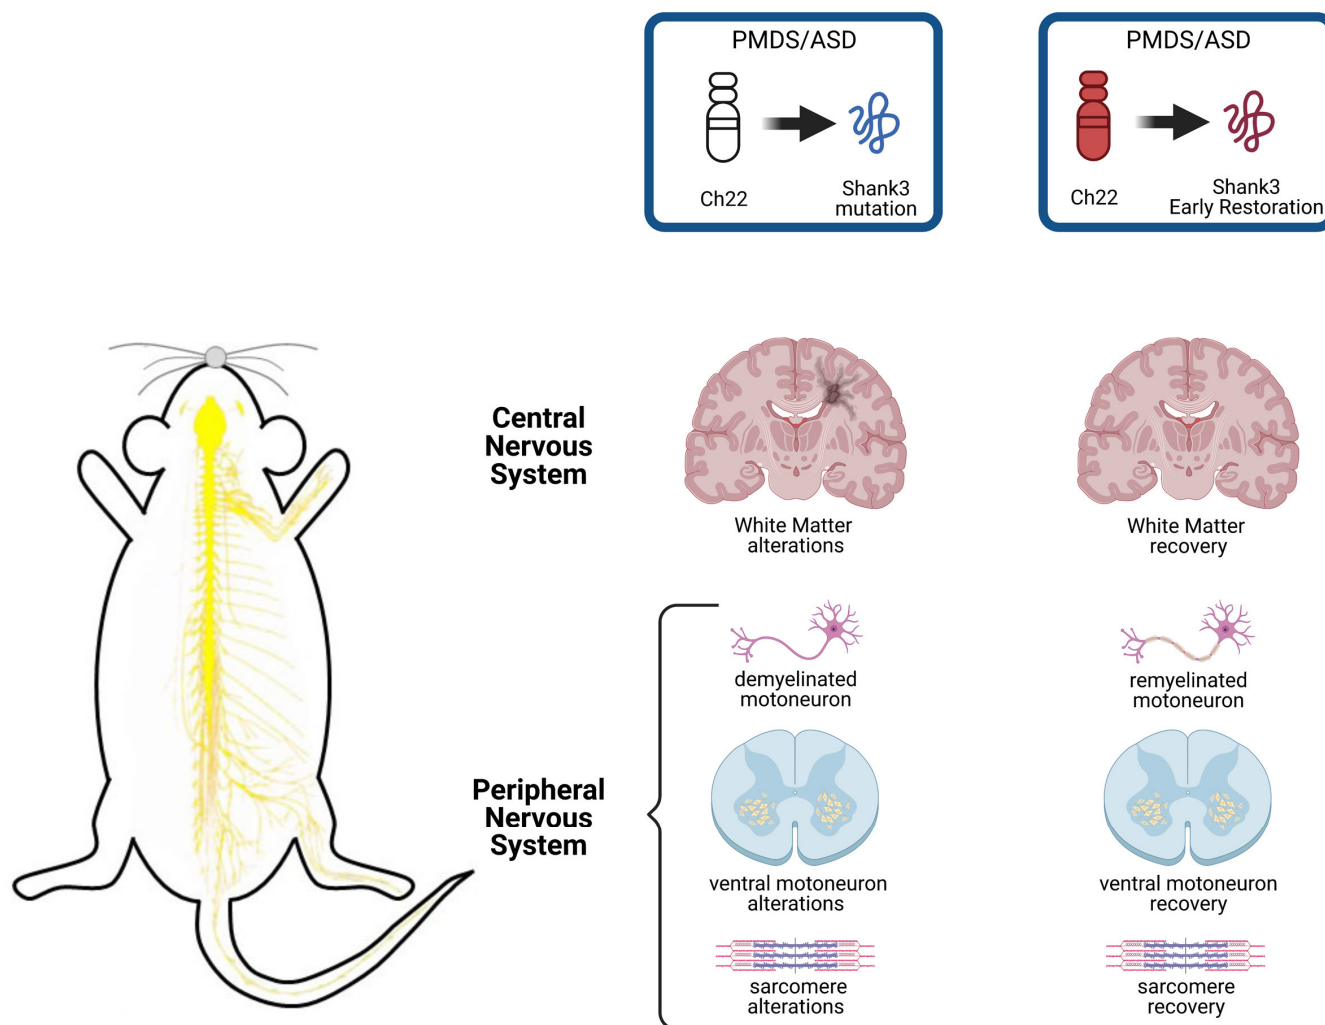 PMDS/ASD
Ch22
Shank3
mutation
PMDS/ASD
Ch22
Shank3
Early Restoration
Central
Nervous
System
White Matter
alterations
White Matter
recovery
demyelinated
motoneuron
remyelinated
motoneuron
Peripheral
Nervous
System
ventral motoneuron
alterations
ventral motoneuron
recovery
sarcomere
alterations
sarcomere
recovery